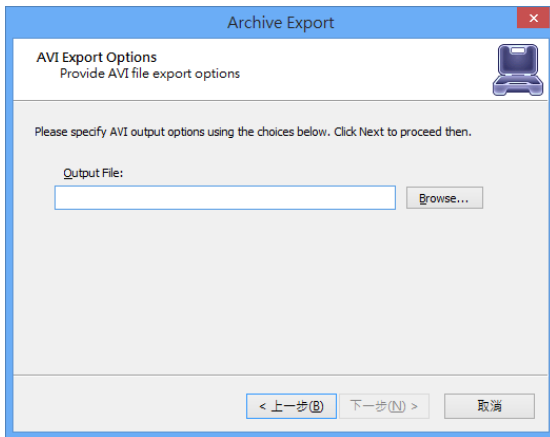 Archive Export
AVI Export Options
Provide AVI file export options
Please specify AVI output options using the choices below. Click Next to proceed then.
Output File:
Browse...
< 上一步(B)
下一步(N) >
取消